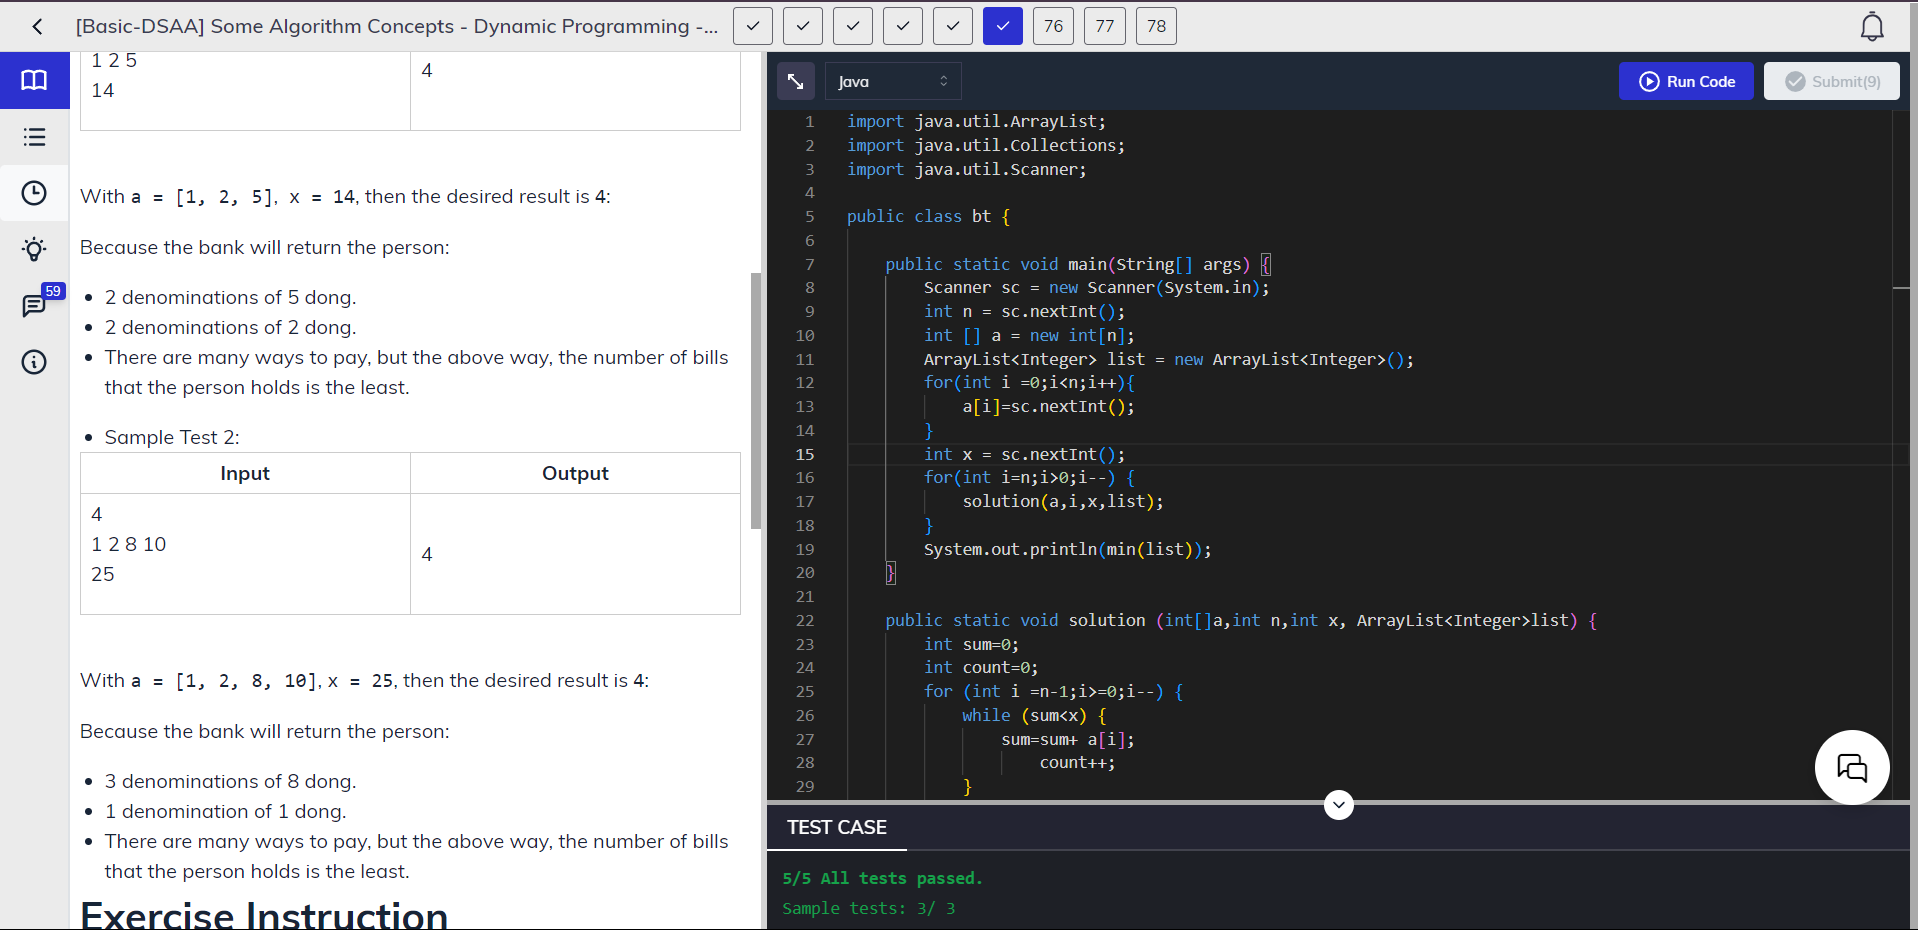 [Basic-DSAA] Some Algorithm Concepts - Dynamic Programming -...
76
77
78
59
1 2 5
14
4
With a = [1, 2, 5], x = 14, then the desired result is 4:
Because the bank will return the person:
2 denominations of 5 dong.
2 denominations of 2 dong.
There are many ways to pay, but the above way, the number of bills
that the person holds is the least.
Sample Test 2:
Input
Output
4
1 2 8 10
25
4
With a = [1, 2, 8, 10], x = 25, then the desired result is 4:
Because the bank will return the person:
3 denominations of 8 dong.
1 denomination of 1 dong.
There are many ways to pay, but the above way, the number of bills
that the person holds is the least.
Exercise Instruction
Java
Run Code
Submit(9)
1 import java.util.ArrayList;
2 import java.util.Collections;
3 import java.util.Scanner;
4
5 public class bt {
6
7 public static void main(String[] args) {
8 Scanner sc = new Scanner(System.in);
9 int n = sc.nextInt();
10 int [] a = new int[n];
11 ArrayList<Integer> list = new ArrayList<Integer>();
12 for(int i =0;i<n;i++){
13 a[i]=sc.nextInt();
14 }
15 int x = sc.nextInt();
16 for(int i=n;i>0;i--) {
17 solution(a,i,x,list);
18 }
19 System.out.println(min(list));
20 }
21
22 public static void solution (int[]a,int n,int x, ArrayList<Integer>list) {
23 int sum=0;
24 int count=0;
25 for (int i =n-1;i>=0;i--) {
26 while (sum<x) {
27 sum=sum+ a[i];
28 count++;
29 }
TEST CASE
5/5 All tests passed.
Sample tests: 3/ 3